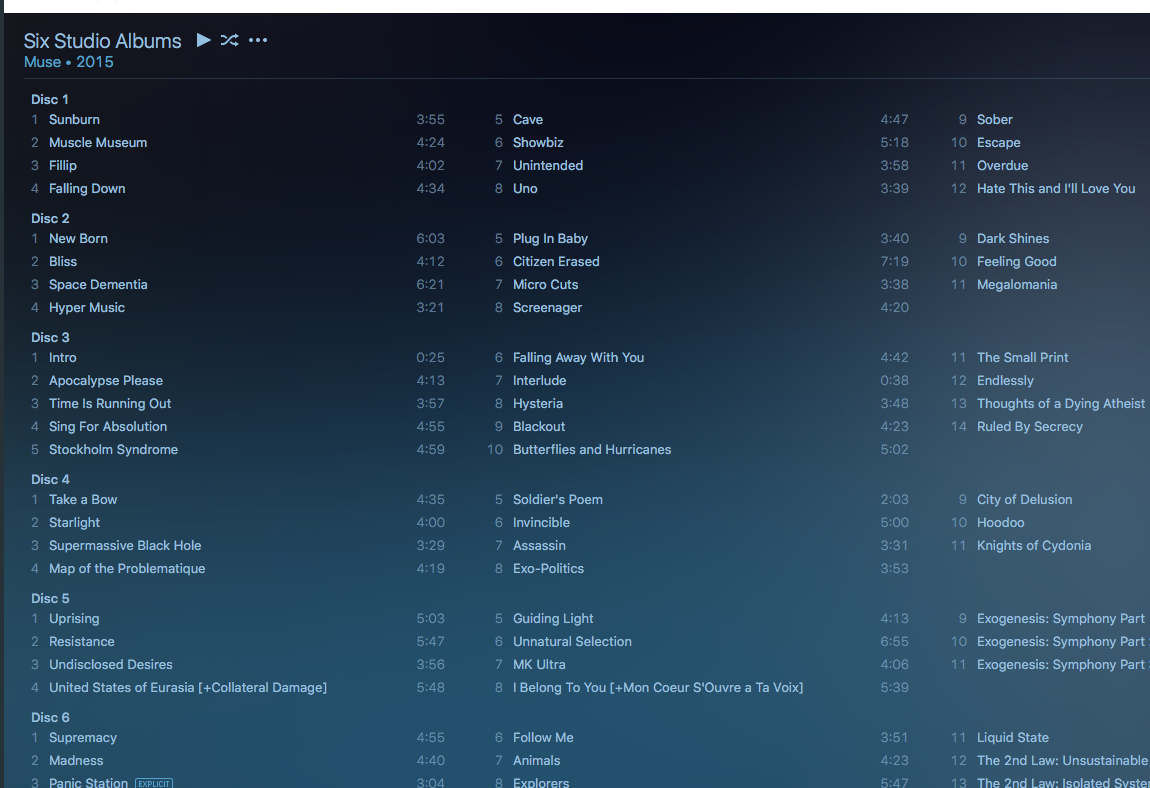 Six Studio Albums
Muse • 2015
Disc 1
1 Sunburn 3:55 5 Cave 4:47 9 Sober
2 Muscle Museum 4:24 6 Showbiz 5:18 10 Escape
3 Fillip 4:02 7 Unintended 3:58 11 Overdue
4 Falling Down 4:34 8 Uno 3:39 12 Hate This and I'll Love You
Disc 2
1 New Born 6:03 5 Plug In Baby 3:40 9 Dark Shines
2 Bliss 4:12 6 Citizen Erased 7:19 10 Feeling Good
3 Space Dementia 6:21 7 Micro Cuts 3:38 11 Megalomania
4 Hyper Music 3:21 8 Screenager 4:20
Disc 3
1 Intro 0:25 6 Falling Away With You 4:42 11 The Small Print
2 Apocalypse Please 4:13 7 Interlude 0:38 12 Endlessly
3 Time Is Running Out 3:57 8 Hysteria 3:48 13 Thoughts of a Dying Atheist
4 Sing For Absolution 4:55 9 Blackout 4:23 14 Ruled By Secrecy
5 Stockholm Syndrome 4:59 10 Butterflies and Hurricanes 5:02
Disc 4
1 Take a Bow 4:35 5 Soldier's Poem 2:03 9 City of Delusion
2 Starlight 4:00 6 Invincible 5:00 10 Hoodoo
3 Supermassive Black Hole 3:29 7 Assassin 3:31 11 Knights of Cydonia
4 Map of the Problematique 4:19 8 Exo-Politics 3:53
Disc 5
1 Uprising 5:03 5 Guiding Light 4:13 9 Exogenesis: Symphony Part
2 Resistance 5:47 6 Unnatural Selection 6:55 10 Exogenesis: Symphony Part
3 Undisclosed Desires 3:56 7 MK Ultra 4:06 11 Exogenesis: Symphony Part
4 United States of Eurasia [+Collateral Damage] 5:48 8 I Belong To You [+Mon Coeur S'Ouvre a Ta Voix] 5:39
Disc 6
1 Supremacy 4:55 6 Follow Me 3:51 11 Liquid State
2 Madness 4:40 7 Animals 4:23 12 The 2nd Law: Unsustainable
3 Panic Station EXPLICIT 3:04 8 Explorers 5:47 13 The 2nd Law: Isolated